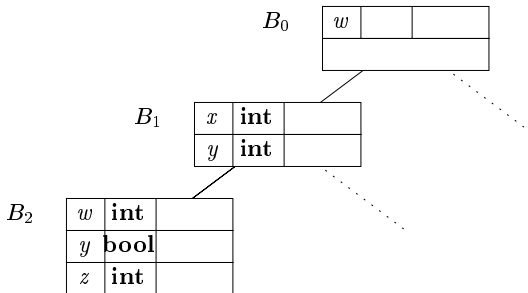 B₀ w
B₁ x int
y int
B₂ w int
y bool
z int